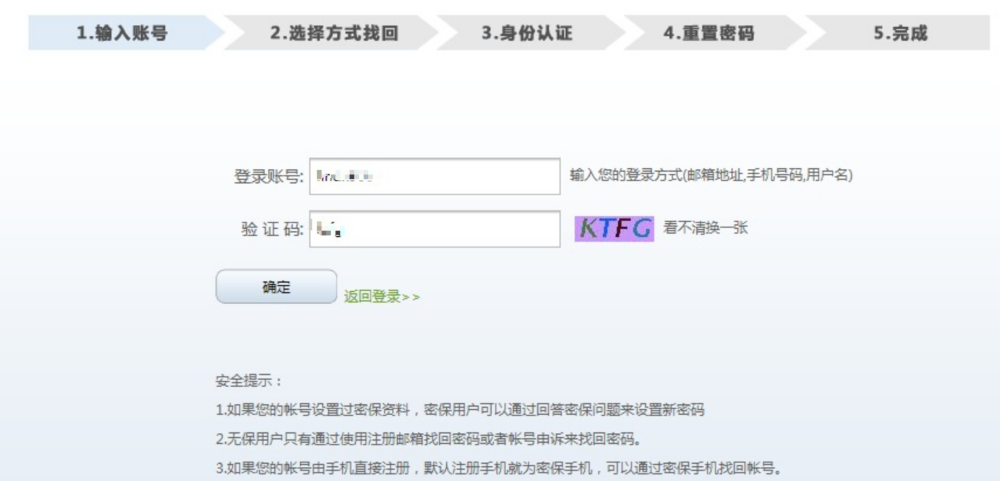 1.输入账号 2.选择方式找回 3.身份认证 4.重置密码 5.完成
登录账号: 输入您的登录方式(邮箱地址,手机号码,用户名)
验 证 码: KTFG 看不清换一张
确定 返回登录>>
安全提示：
1.如果您的帐号设置过密保资料，密保用户可以通过回答密保问题来设置新密码
2.无保用户只有通过使用注册邮箱找回密码或者帐号申诉来找回密码。
3.如果您的帐号由手机直接注册，默认注册手机就为密保手机，可以通过密保手机找回帐号。